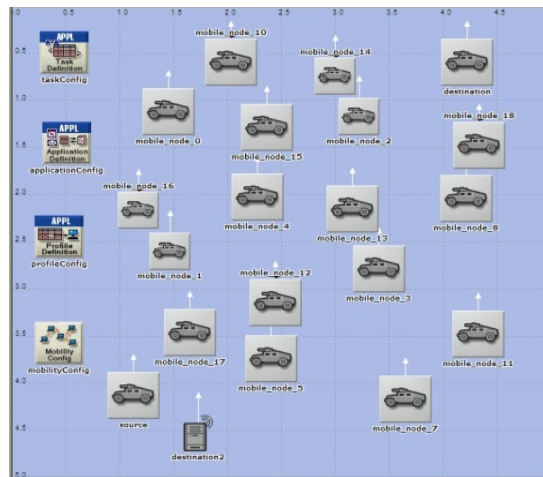 0.0 0.5 1.0 1.5 2.0 2.5 3.0 3.5 4.0 4.5
mobile_node_10
APPL
Task
Definition
taskConfig
mobile_node_14
destination
0.5
1.0
mobile_node_0
mobile_node_15
mobile_node_2
mobile_node_18
APPL
Application
Definition
applicationConfig
1.5
mobile_node_16
2.0
mobile_node_4
mobile_node_13
mobile_node_8
APPL
Profile
Definition
profileConfig
2.5
mobile_node_1
mobile_node_12
mobile_node_3
3.0
Mobility
Config
mobilityConfig
3.5
mobile_node_17
mobile_node_11
mobile_node_5
4.0
source
mobile_node_7
4.5
destination2
5.0